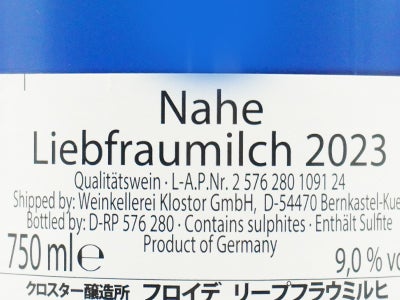 Nahe
Liebfraumilch 2023
Qualitätswein · L-A.P.Nr. 2 576 280 1091 24
Shipped by: Weinkellerei Klostor GmbH, D-54470 Bernkastel-Kue
Bottled by: D-RP 576 280 · Contains sulphites · Enthält Sulfite
750 ml ℮ Product of Germany 9,0 % vo
クロスター醸造所 フロイデ リープフラウミルヒ